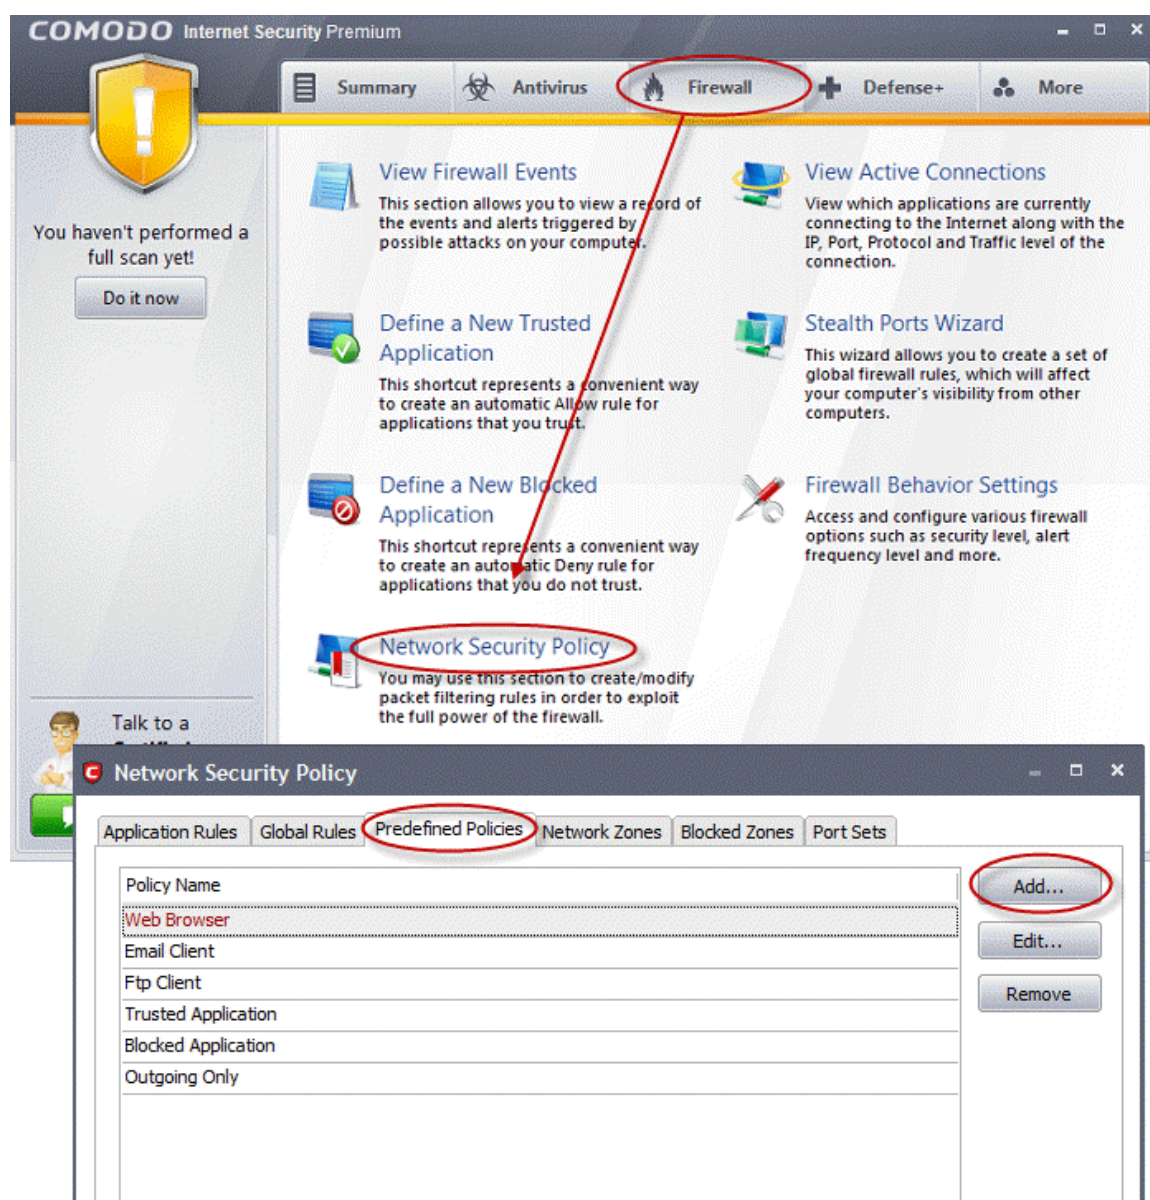 COMODO Internet Security Premium
Summary
Antivirus
Firewall
Defense+
More
You haven't performed a
full scan yet!
Do it now
View Firewall Events
This section allows you to view a record of
the events and alerts triggered by
possible attacks on your computer.
View Active Connections
View which applications are currently
connecting to the Internet along with the
IP, Port, Protocol and Traffic level of the
connection.
Define a New Trusted
Application
This shortcut represents a convenient way
to create an automatic Allow rule for
applications that you trust.
Stealth Ports Wizard
This wizard allows you to create a set of
global firewall rules, which will affect
your computer's visibility from other
computers.
Define a New Blocked
Application
This shortcut represents a convenient way
to create an automatic Deny rule for
applications that you do not trust.
Firewall Behavior Settings
Access and configure various firewall
options such as security level, alert
frequency level and more.
Network Security Policy
You may use this section to create/modify
packet filtering rules in order to exploit
the full power of the firewall.
Talk to a
Network Security Policy
Application Rules
Global Rules
Predefined Policies
Network Zones
Blocked Zones
Port Sets
Policy Name
Web Browser
Email Client
Ftp Client
Trusted Application
Blocked Application
Outgoing Only
Add...
Edit...
Remove